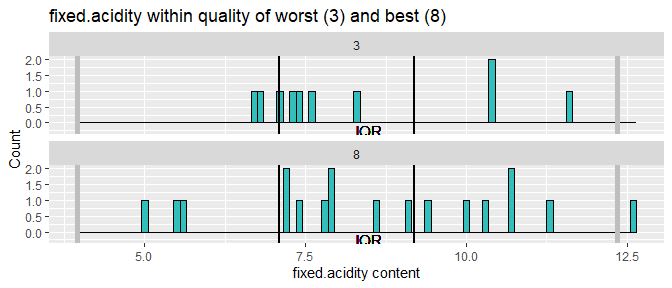 fixed.acidity within quality of worst (3) and best (8)
3
2.0
1.5
1.0
0.5
0.0
IQR
Count
8
2.0
1.5
1.0
0.5
0.0
IQR
5.0 7.5 10.0 12.5
fixed.acidity content